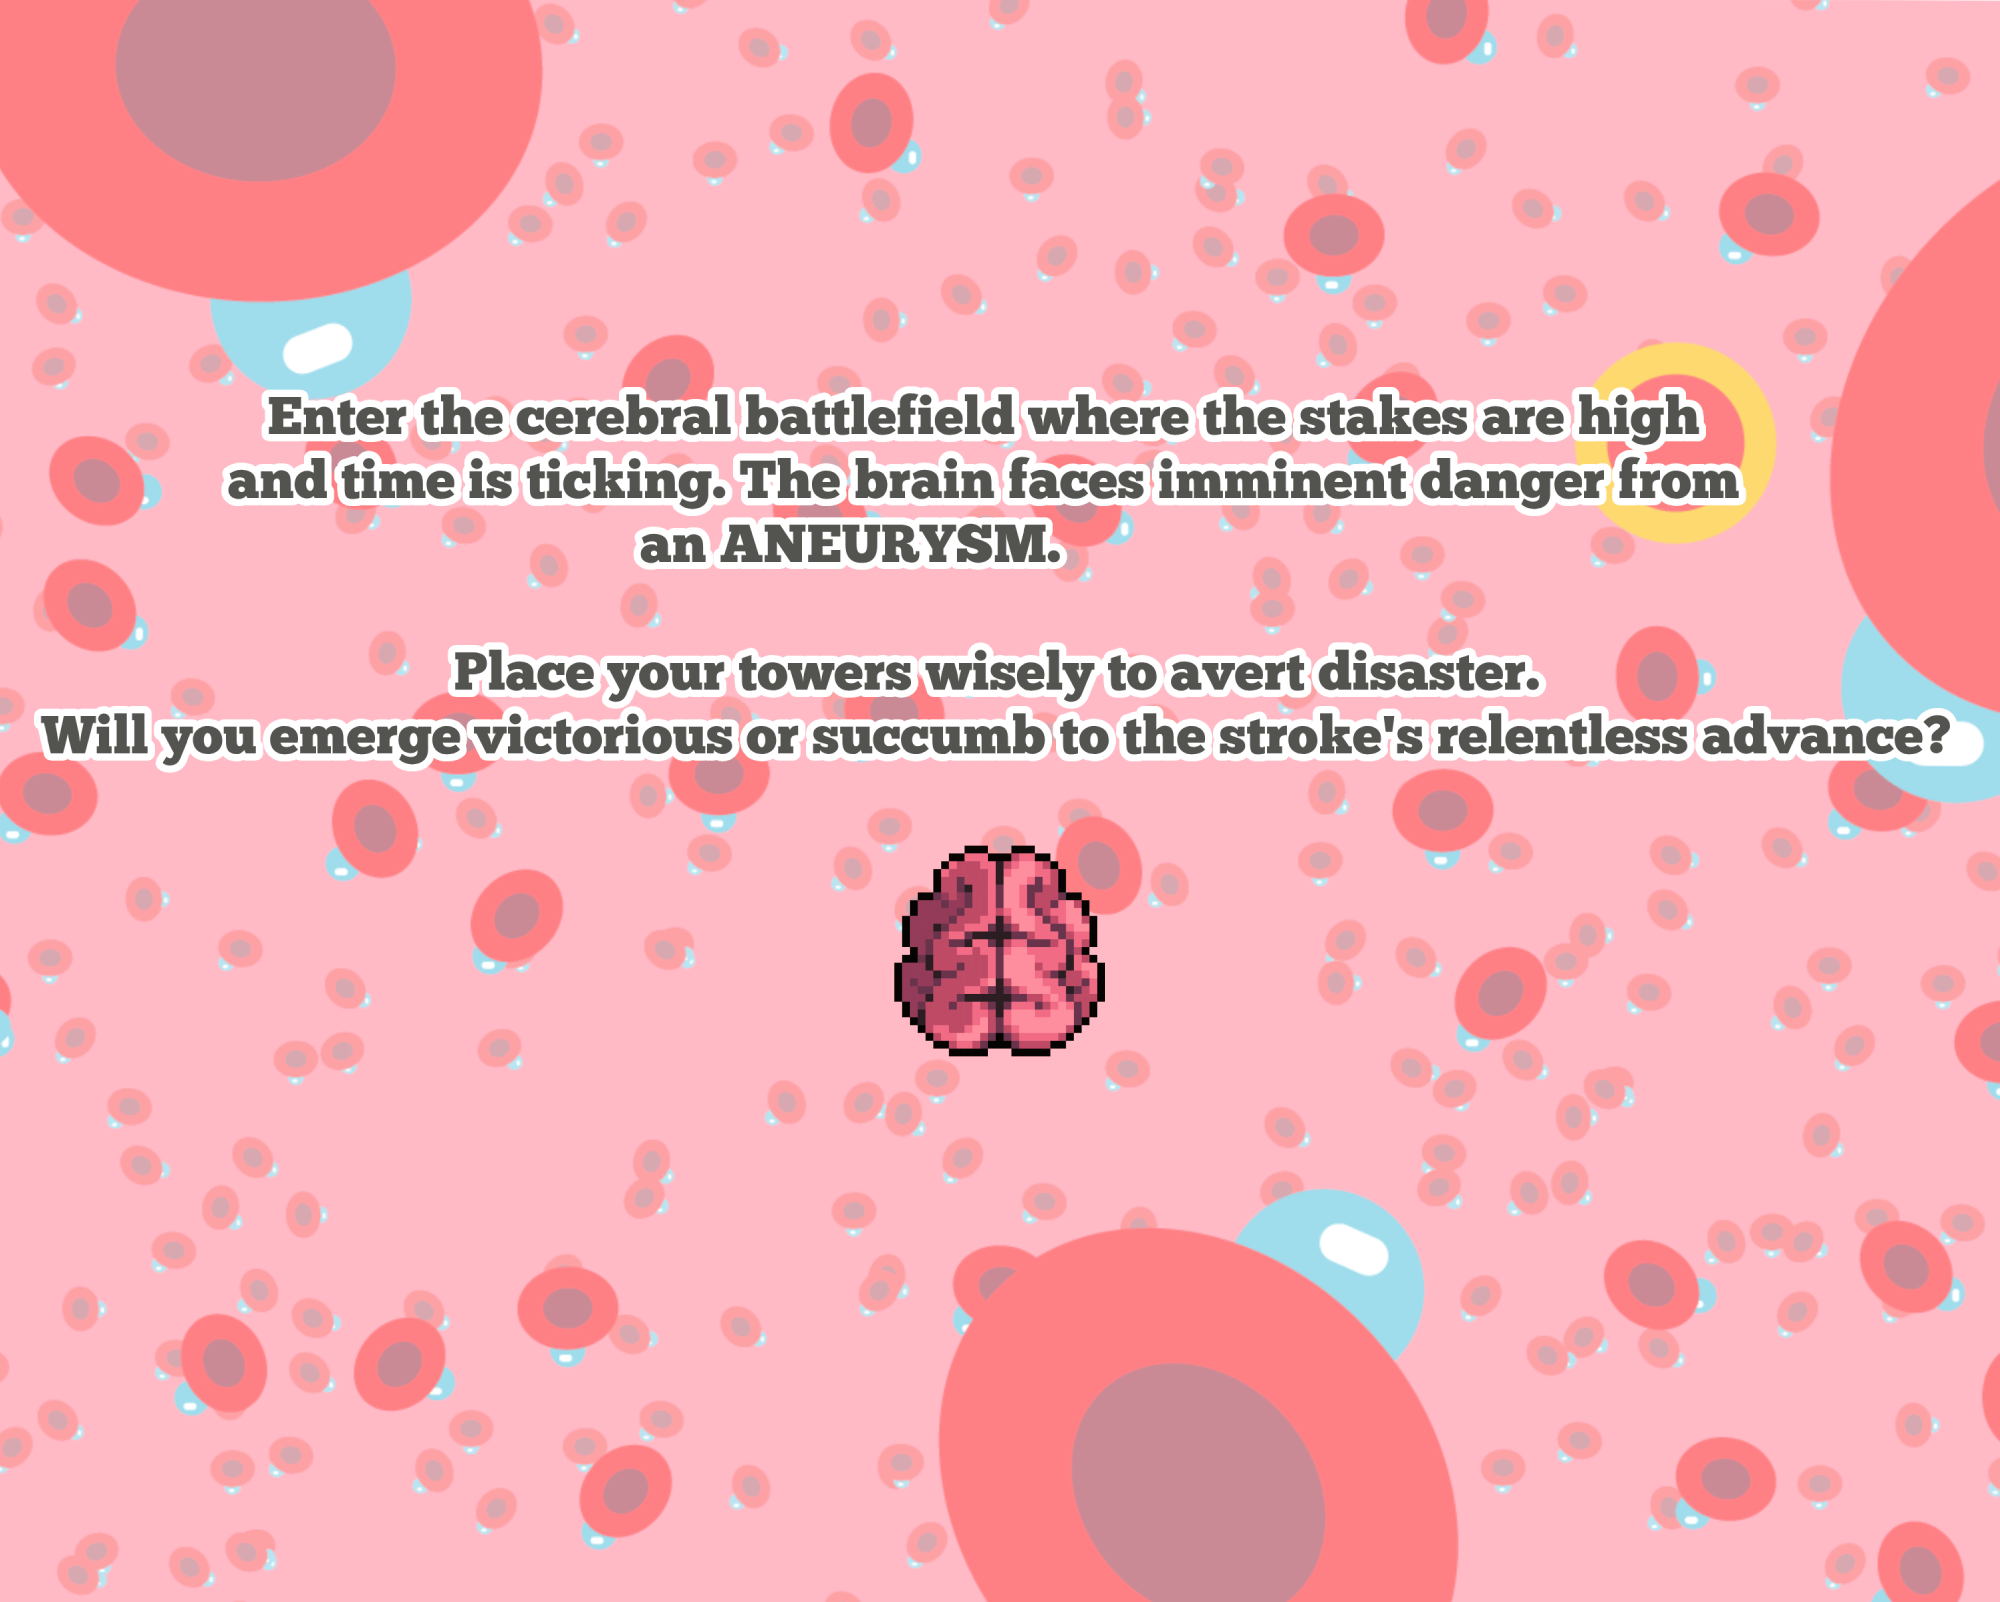 Enter the cerebral battlefield where the stakes are high
and time is ticking. The brain faces imminent danger from
an ANEURYSM.
Place your towers wisely to avert disaster.
Will you emerge victorious or succumb to the stroke's relentless advance?